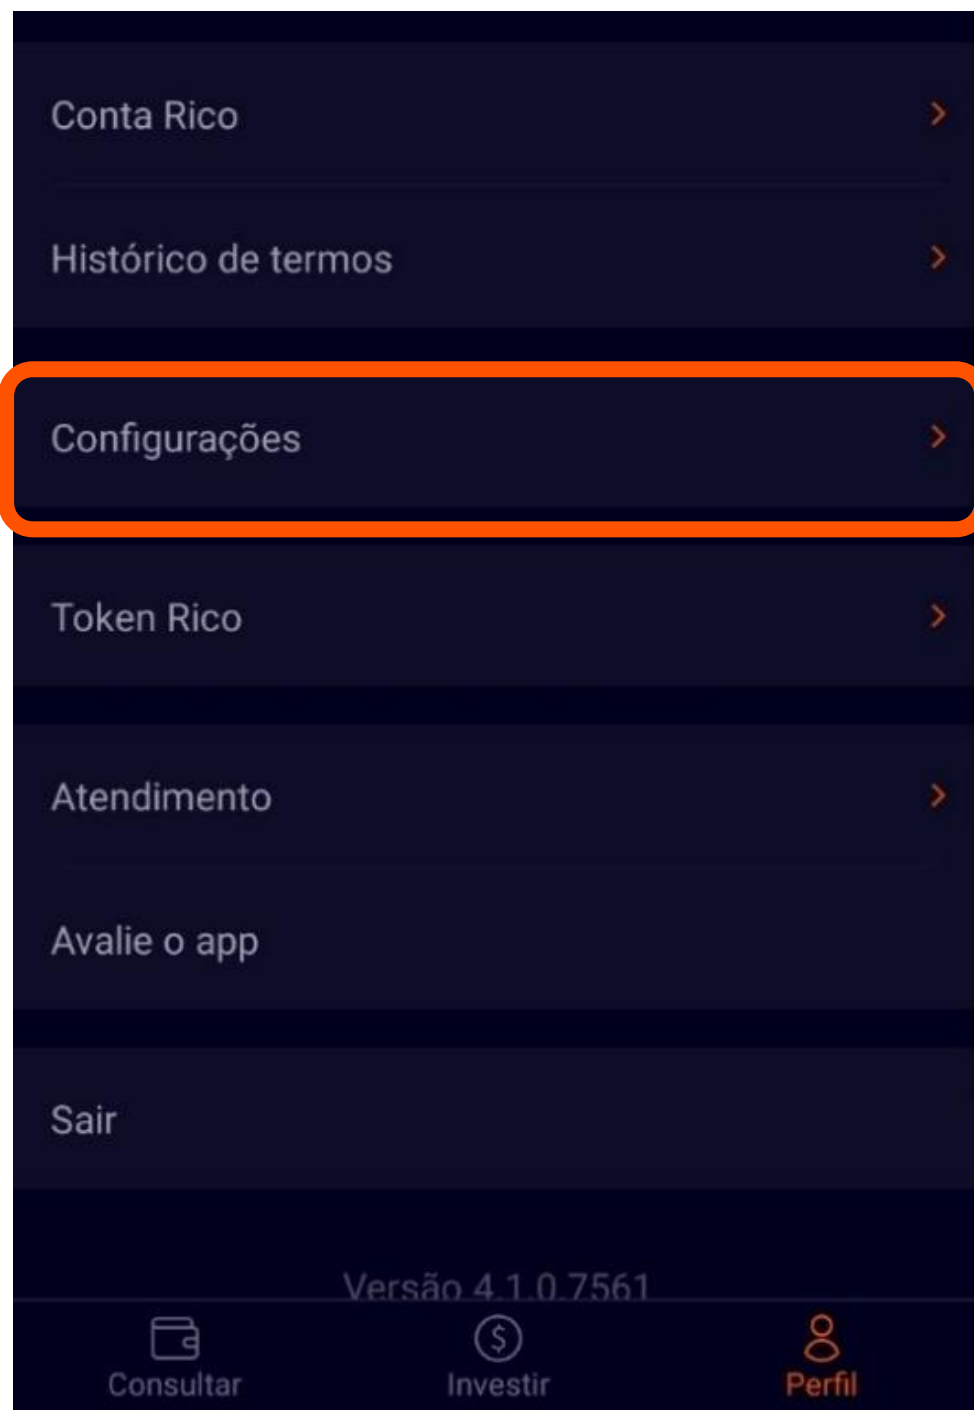 Conta Rico
Histórico de termos
Configurações
Token Rico
Atendimento
Avalie o app
Sair
Versão 4.1.0.7561
Consultar
Investir
Perfil